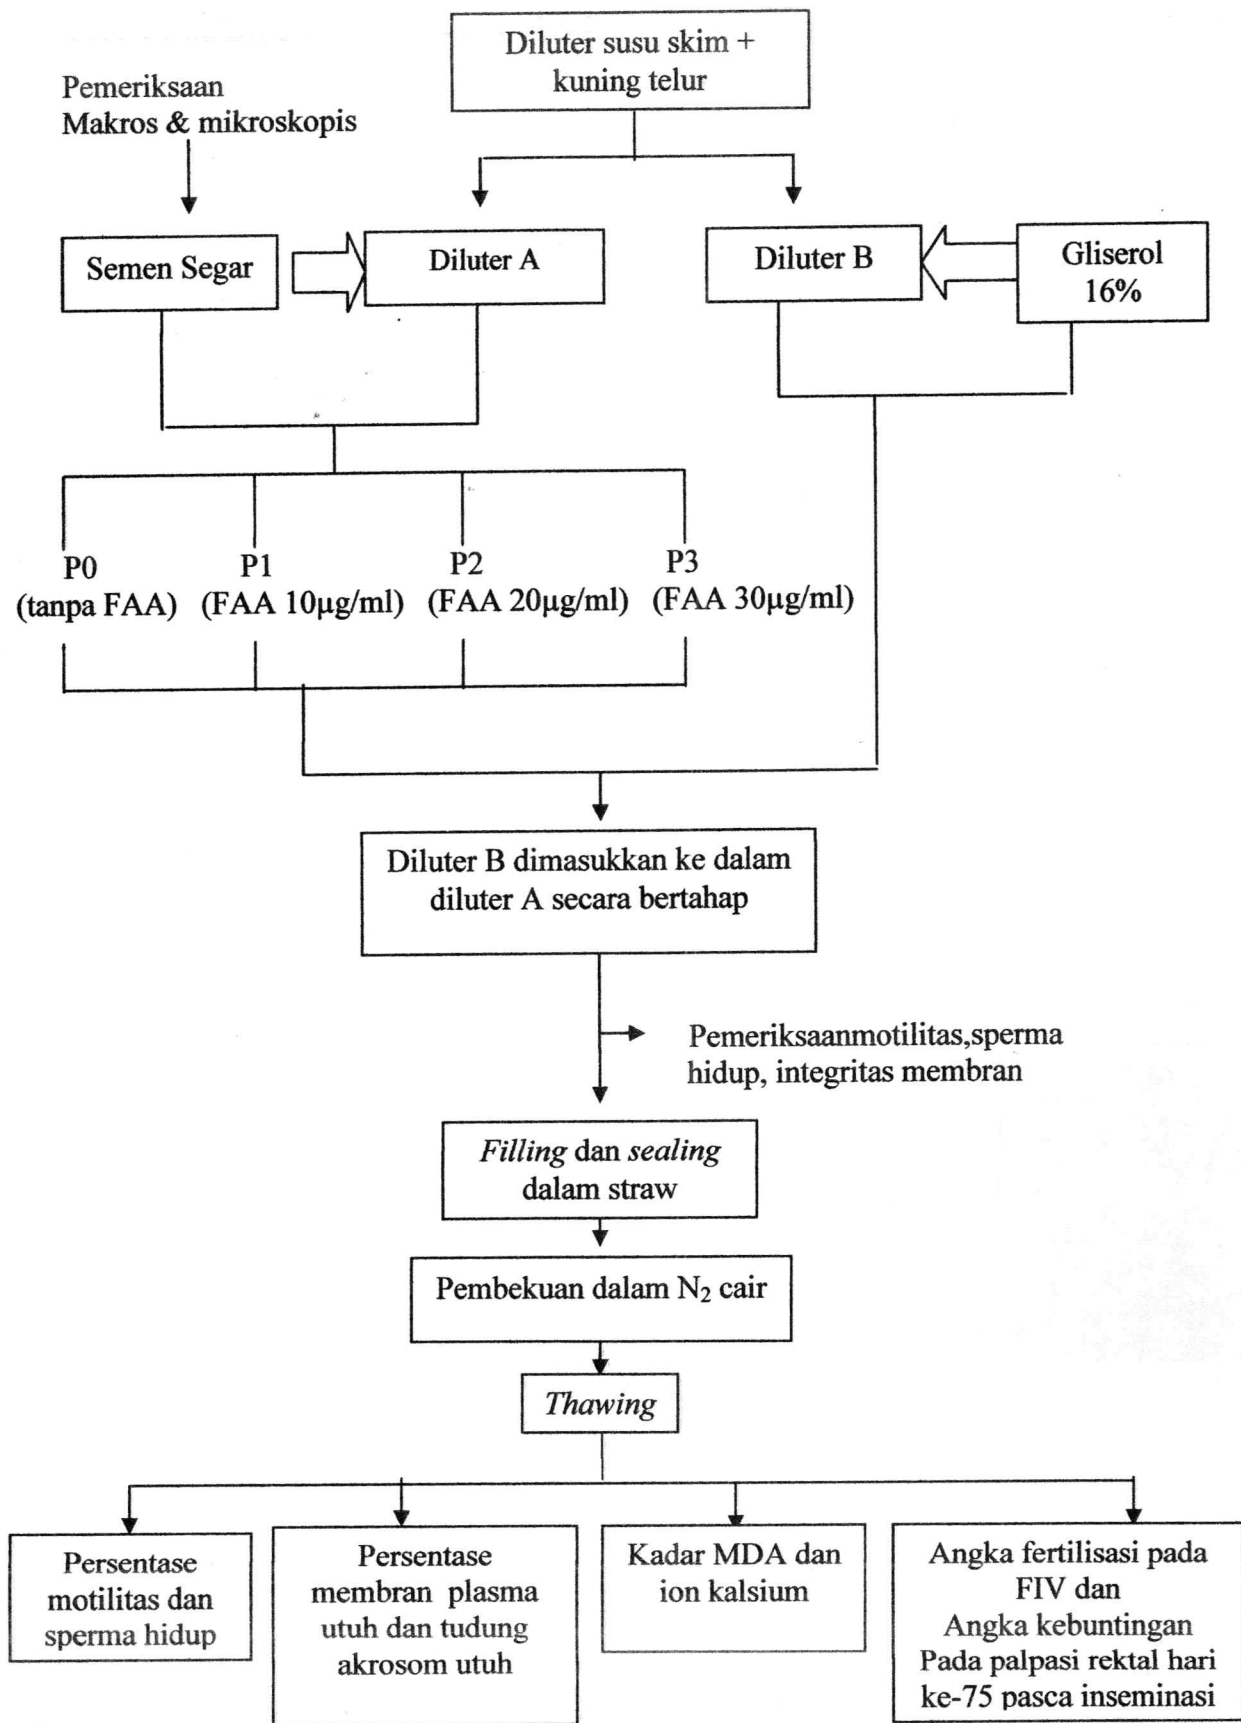 Diluter susu skim +
kuning telur
Pemeriksaan
Makros & mikroskopis
Semen Segar
Diluter A
Diluter B
Gliserol
16%
P0
(tanpa FAA)
P1
(FAA 10µg/ml)
P2
(FAA 20µg/ml)
P3
(FAA 30µg/ml)
Diluter B dimasukkan ke dalam
diluter A secara bertahap
Pemeriksaanmotilitas,sperma
hidup, integritas membran
Filling dan sealing
dalam straw
Pembekuan dalam N₂ cair
Thawing
Persentase
motilitas dan
sperma hidup
Persentase
membran plasma
utuh dan tudung
akrosom utuh
Kadar MDA dan
ion kalsium
Angka fertilisasi pada
FIV dan
Angka kebuntingan
Pada palpasi rektal hari
ke-75 pasca inseminasi